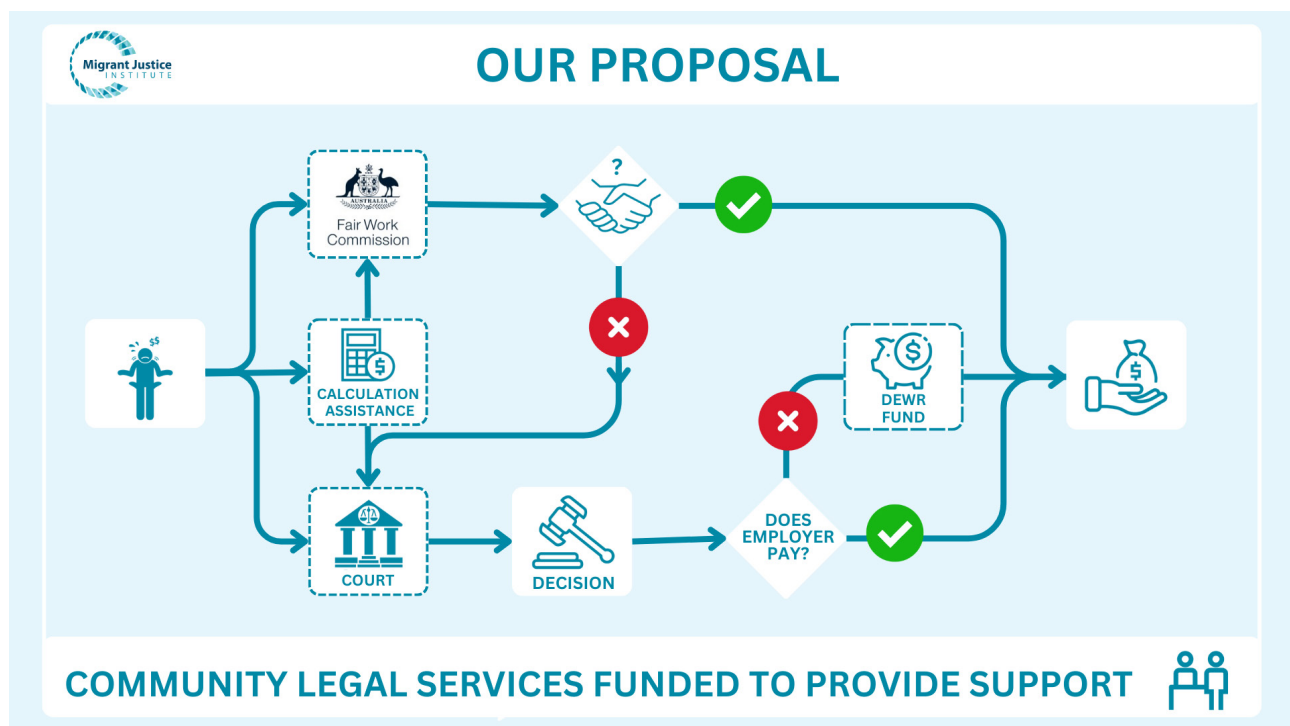 Migrant Justice
INSTITUTE
OUR PROPOSAL
AUSTRALIA
Fair Work
Commission
?
$$
CALCULATION
ASSISTANCE
$
$
DEWR
FUND
$
COURT
DECISION
DOES
EMPLOYER
PAY?
COMMUNITY LEGAL SERVICES FUNDED TO PROVIDE SUPPORT